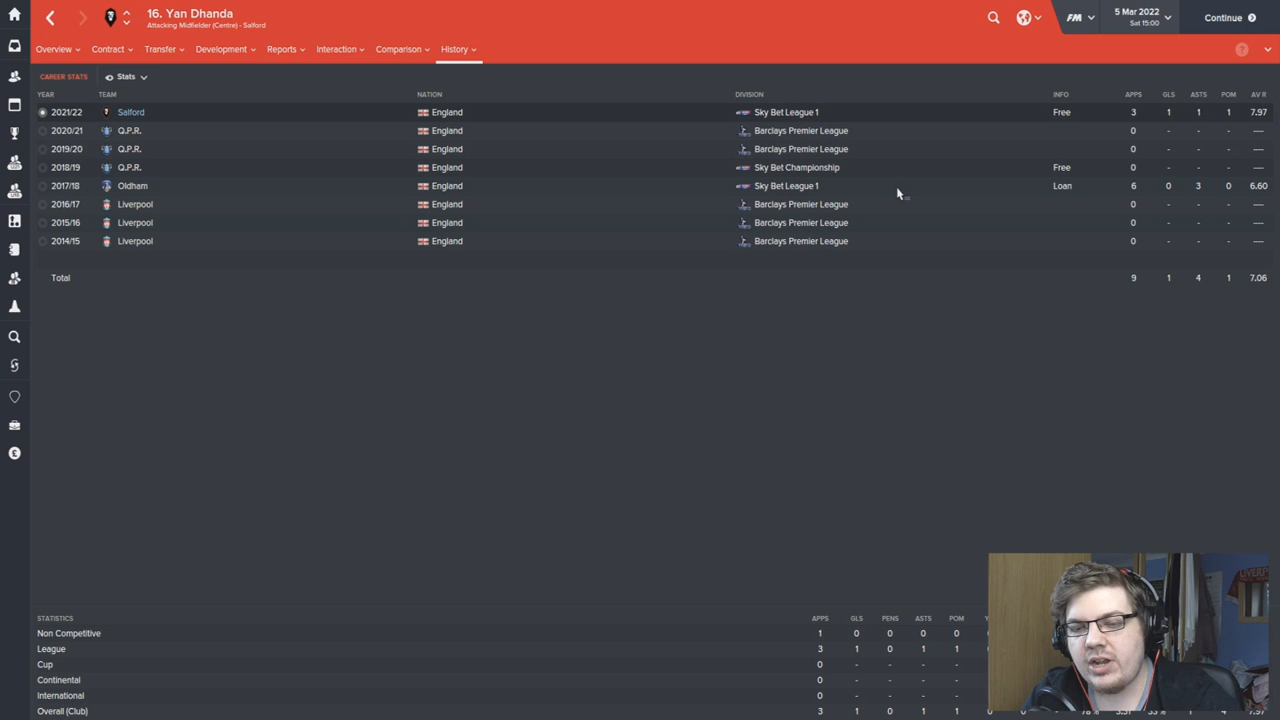 16. Yan Dhanda
Attacking Midfielder (Centre) - Salford
FM
5 Mar 2022
Sat 15:00
Continue
Overview Contract Transfer Development Reports Interaction Comparison History
CAREER STATS Stats
YEAR TEAM NATION DIVISION INFO APPS GLS ASTS POM AV R
2021/22 Salford England Sky Bet League 1 Free 3 1 1 1 7.97
2020/21 Q.P.R. England Barclays Premier League 0 - - - —
2019/20 Q.P.R. England Barclays Premier League 0 - - - —
2018/19 Q.P.R. England Sky Bet Championship Free 0 - - - —
2017/18 Oldham England Sky Bet League 1 Loan 6 0 3 0 6.60
2016/17 Liverpool England Barclays Premier League 0 - - - —
2015/16 Liverpool England Barclays Premier League 0 - - - —
2014/15 Liverpool England Barclays Premier League 0 - - - —
Total 9 1 4 1 7.06
STATISTICS APPS GLS PENS ASTS POM
Non Competitive 1 0 0 0 0
League 3 1 0 1 1
Cup 0 - - - -
Continental 0 - - - -
International 0 - - - -
Overall (Club) 3 1 0 1 1